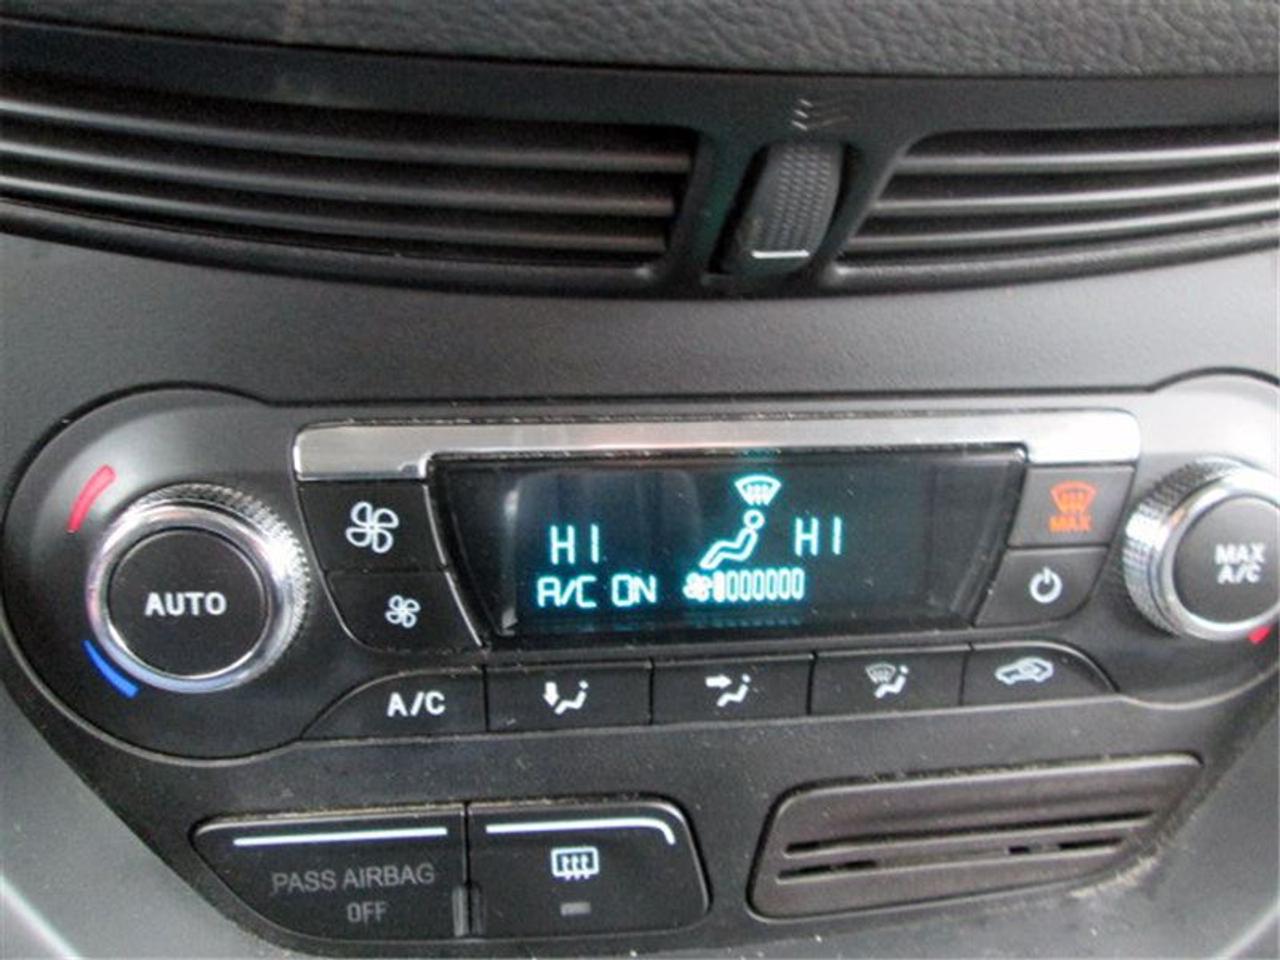 HI HI
A/C ON
MAX
AUTO
MAX
A/C
A/C
PASS AIRBAG
OFF